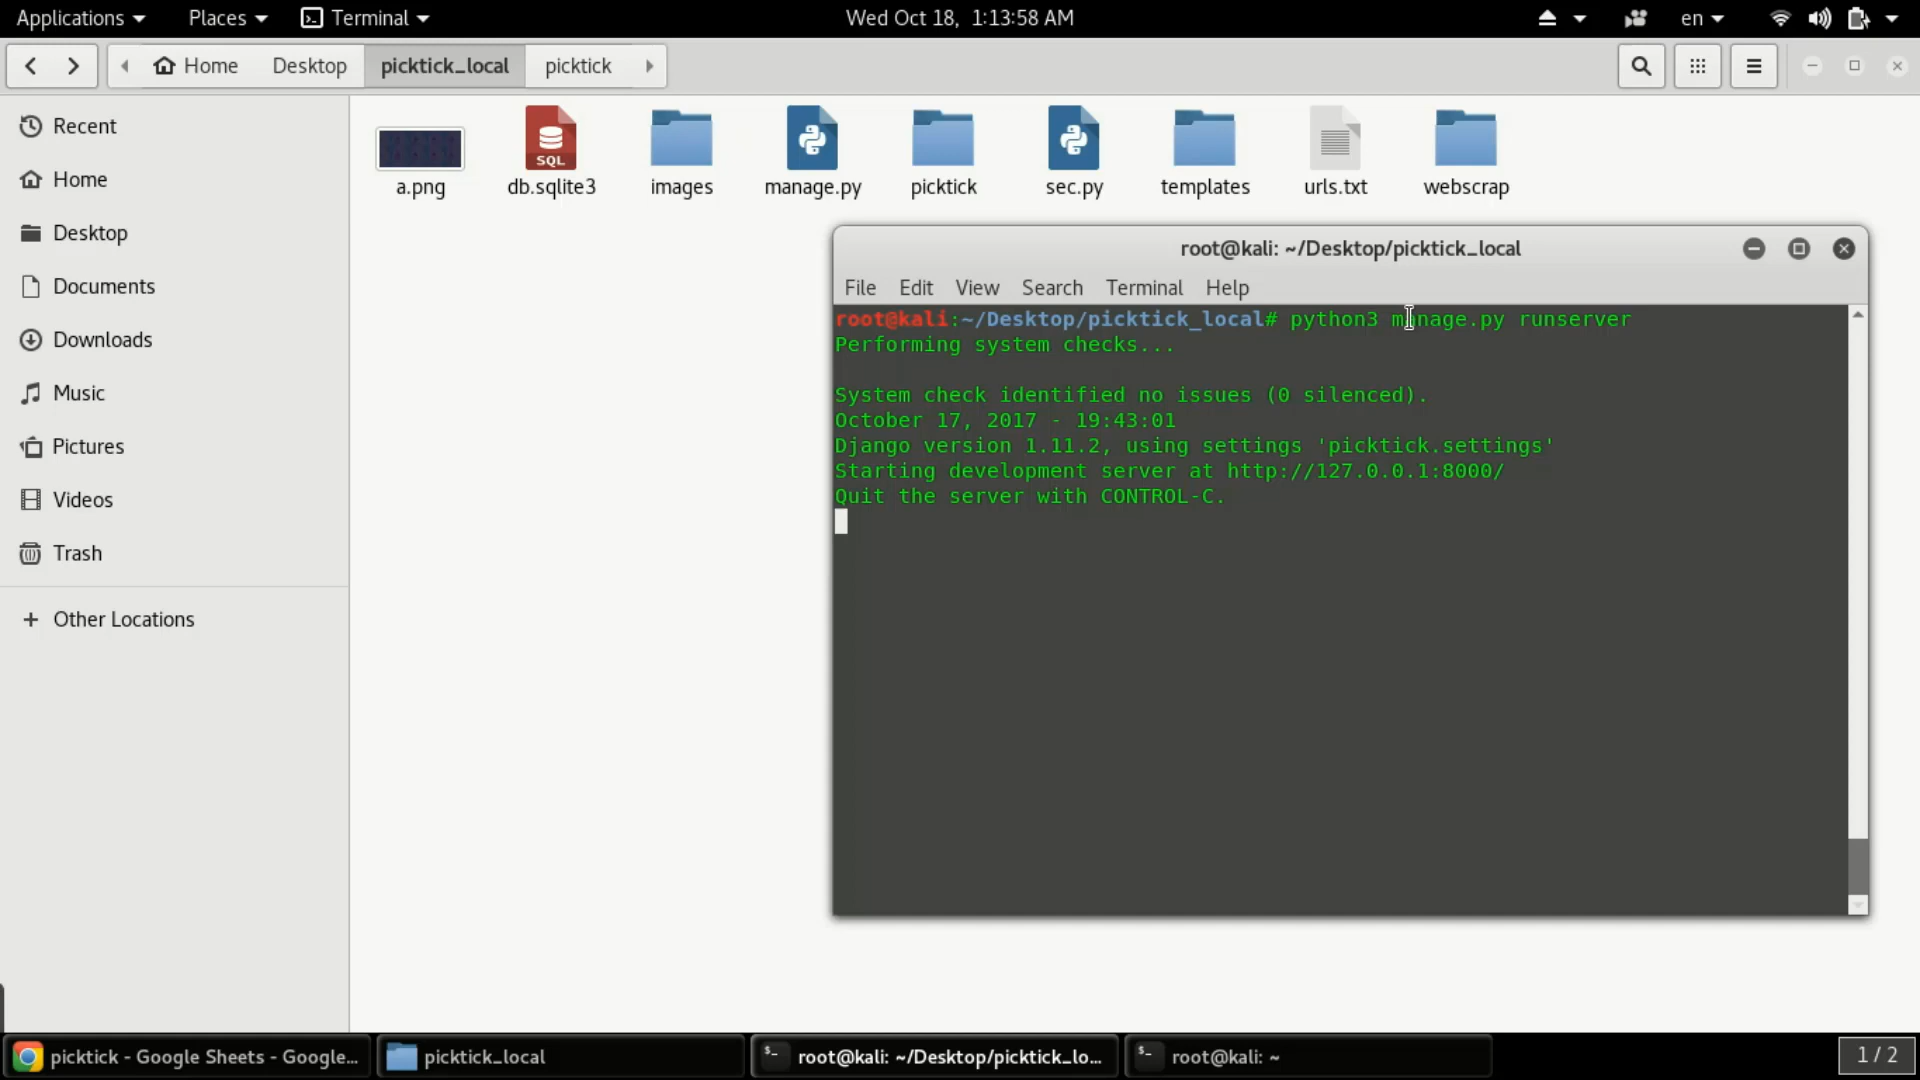 Applications Places Terminal Wed Oct 18, 1:13:58 AM en
Home Desktop picktick_local picktick
Recent
Home
Desktop
Documents
Downloads
Music
Pictures
Videos
Trash
Other Locations
SQL
a.png db.sqlite3 images manage.py picktick sec.py templates urls.txt webscrap
root@kali: ~/Desktop/picktick_local
File Edit View Search Terminal Help
root@kali:~/Desktop/picktick_local# python3 manage.py runserver
Performing system checks...
System check identified no issues (0 silenced).
October 17, 2017 - 19:43:01
Django version 1.11.2, using settings 'picktick.settings'
Starting development server at http://127.0.0.1:8000/
Quit the server with CONTROL-C.
picktick - Google Sheets - Google... picktick_local root@kali: ~/Desktop/picktick_lo... root@kali: ~ 1 / 2